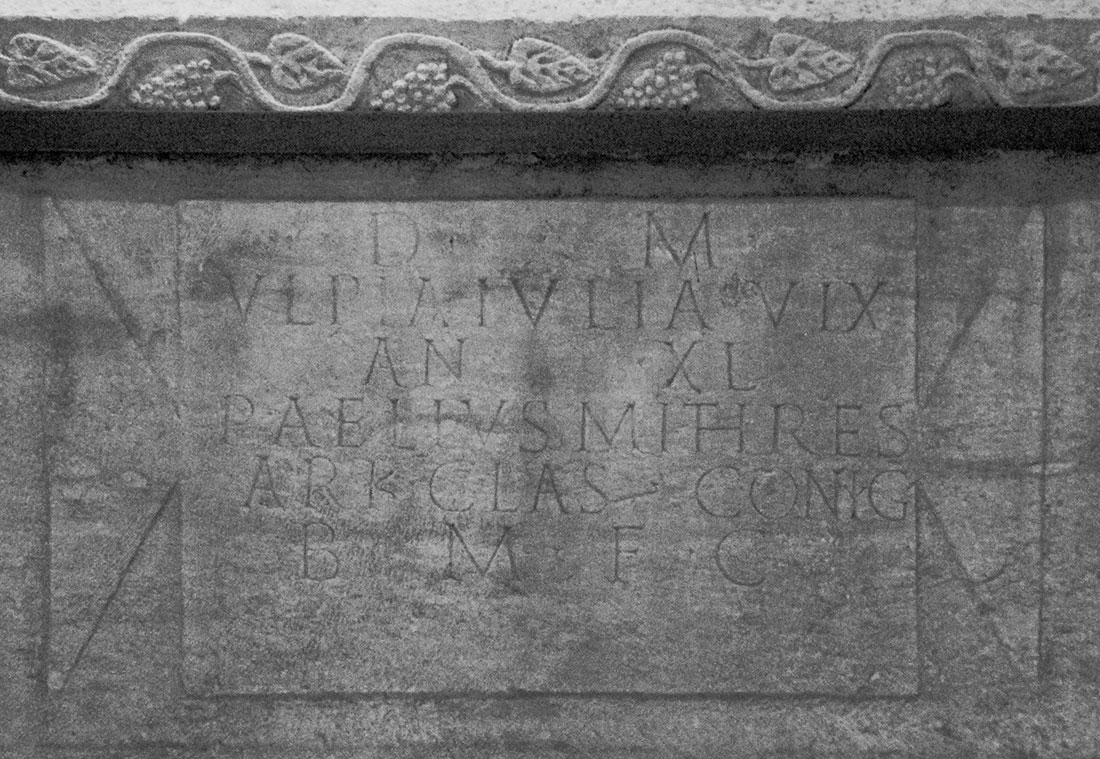 D M
VLPIA IVLIA VIX
AN XL
P AELIVS MITHRES
ARK CLAS CONIG
B · M · F · C